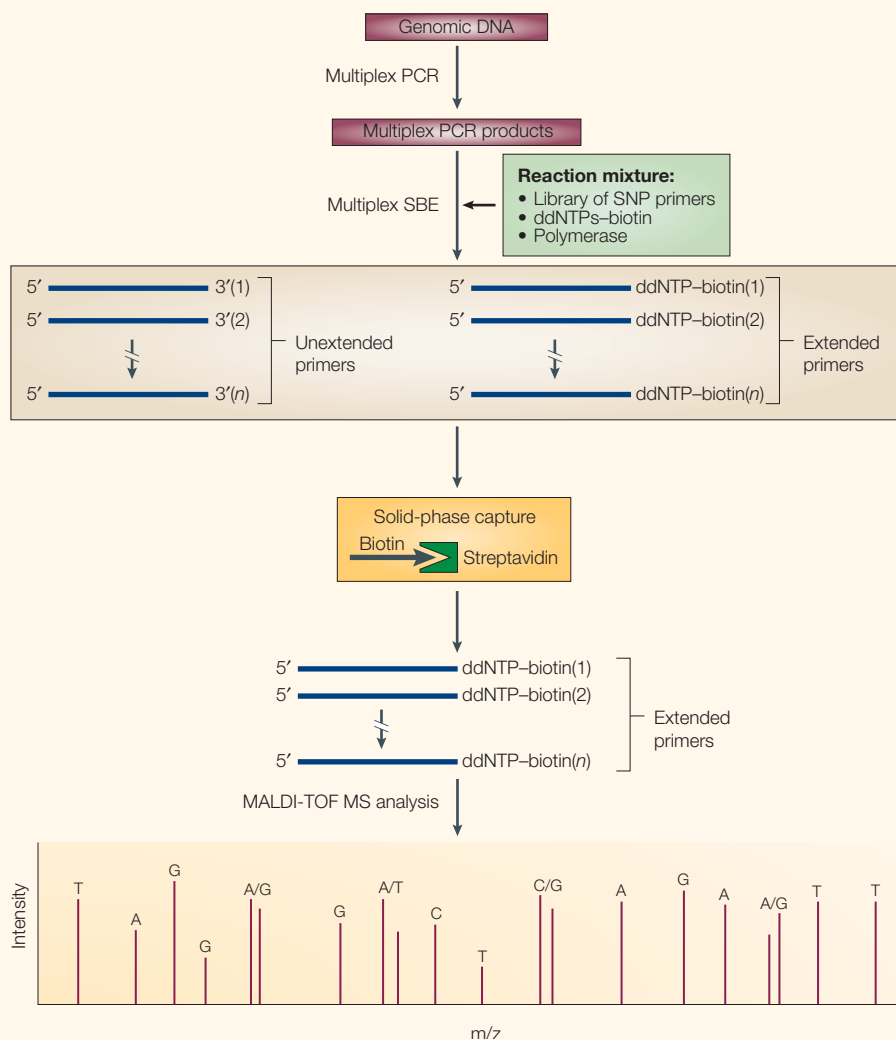 Genomic DNA
Multiplex PCR
Multiplex PCR products
Reaction mixture:
• Library of SNP primers
• ddNTPs–biotin
• Polymerase
Multiplex SBE
5′ 3′(1)
5′ 3′(2)
5′ 3′(n)
Unextended
primers
5′ ddNTP–biotin(1)
5′ ddNTP–biotin(2)
5′ ddNTP–biotin(n)
Extended
primers
Solid-phase capture
Biotin
Streptavidin
5′ ddNTP–biotin(1)
5′ ddNTP–biotin(2)
5′ ddNTP–biotin(n)
Extended
primers
MALDI-TOF MS analysis
Intensity
T A G G A/G G A/T C T C/G A G A A/G T T
m/z